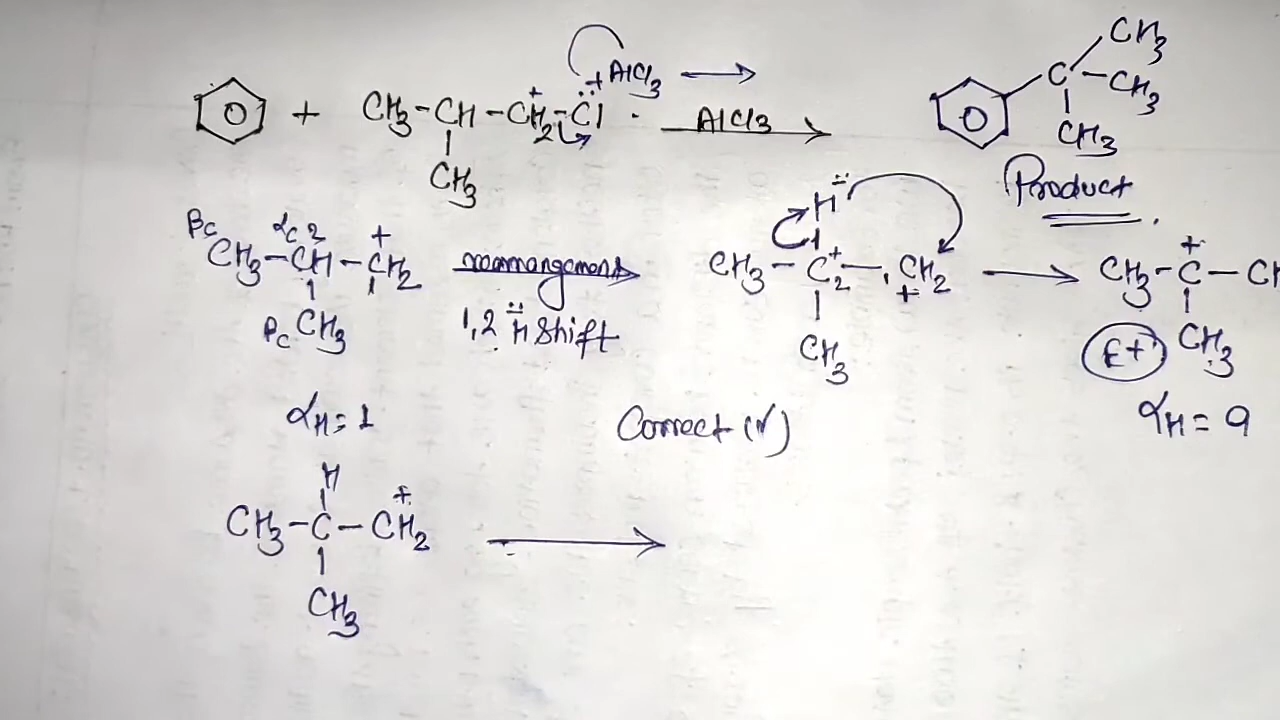 + CH3-CH-CH2-Cl + AlCl3 → AlCl3
CH3
C CH3
-CH3
CH3
Product
βc CH3-CH-CH2 +
αc 2
βc CH3
rearrangement
1,2 H shift
H
CH3-C2+-CH2 +
CH3
CH3-C-CH +
E+ CH3
αH = 1
Correct (✓)
αH = 9
H
CH3-C-CH2 + →
CH3